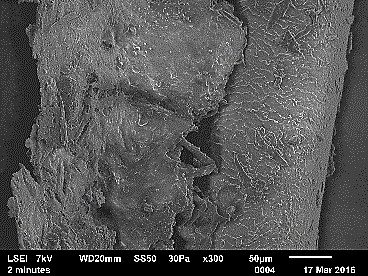 LSEI 7kV WD20mm SS50 30Pa x300 50µm
2 minutes 0004 17 Mar 2016